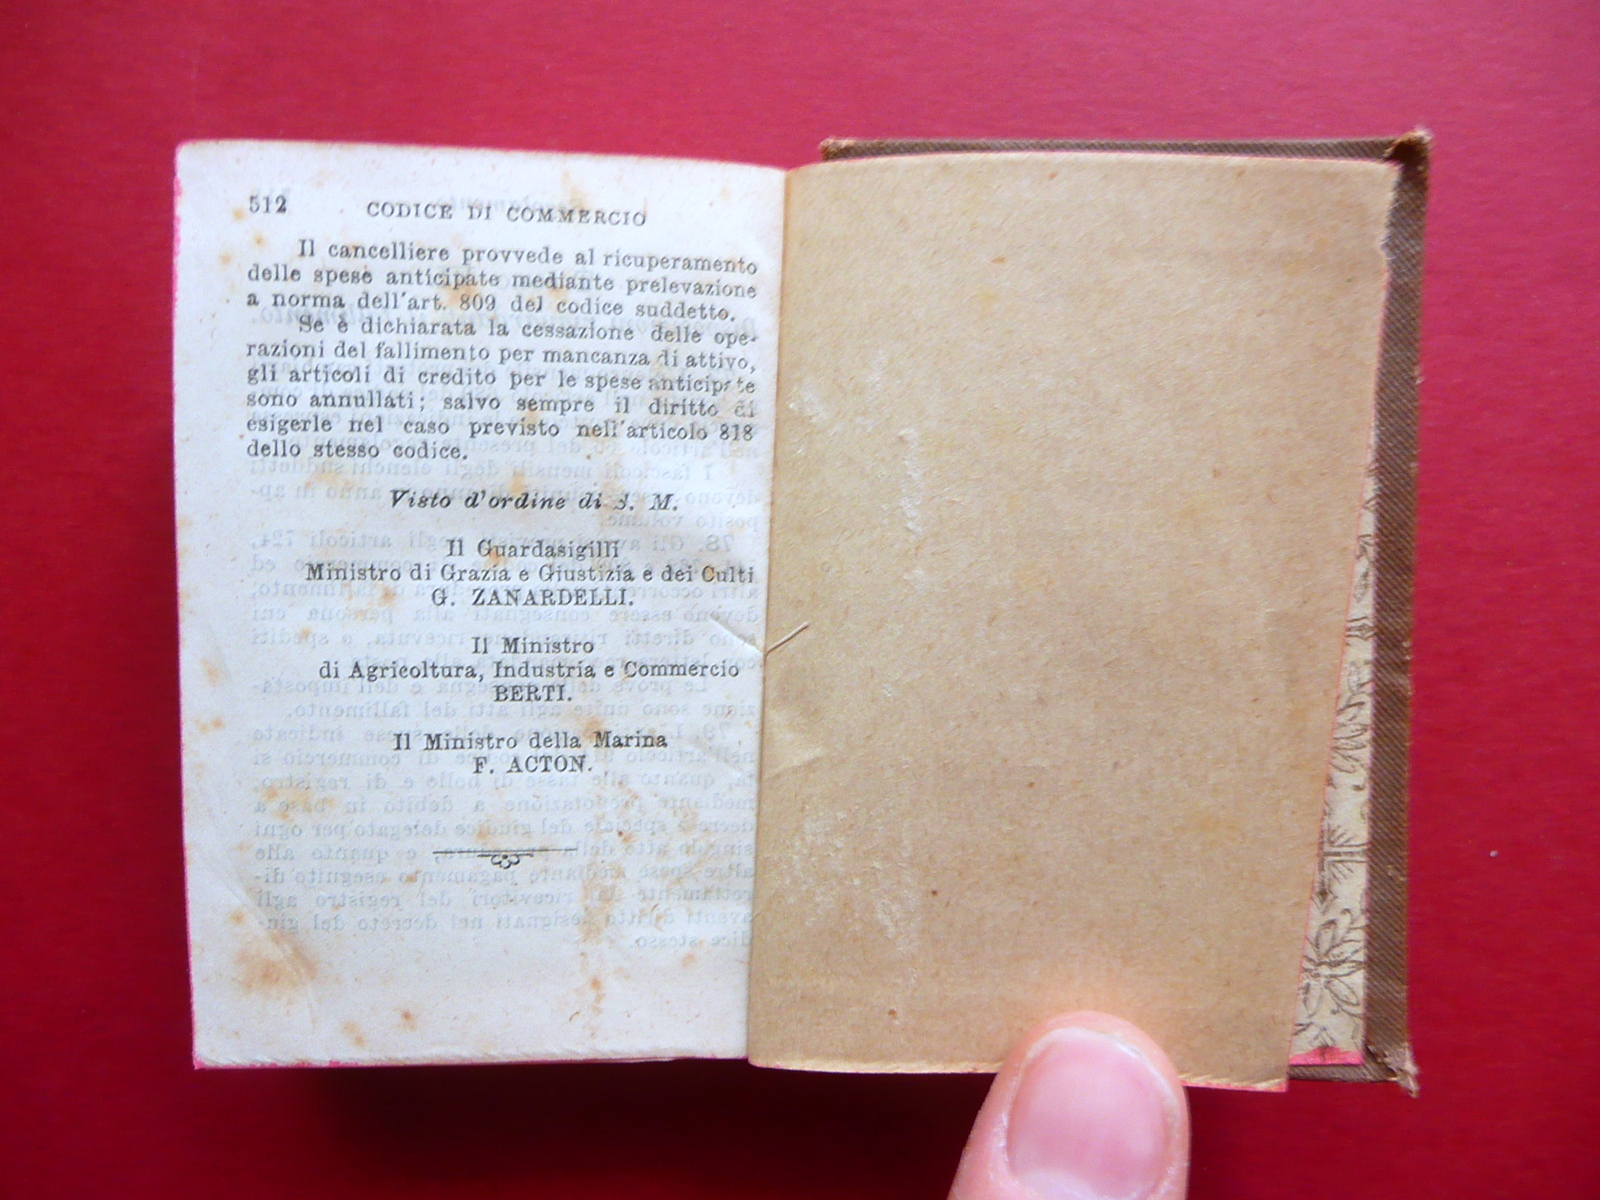 512 CODICE DI COMMERCIO
Il cancelliere provvede al ricuperamento
delle spese anticipate mediante prelevazione
a norma dell'art. 809 del codice suddetto.
Se è dichiarata la cessazione delle ope-
razioni del fallimento per mancanza di attivo,
gli articoli di credito per le spese anticipate
sono annullati; salvo sempre il diritto di
esigerle nel caso previsto nell'articolo 818
dello stesso codice.
Visto d'ordine di S. M.
Il Guardasigilli
Ministro di Grazia e Giustizia e dei Culti
G. ZANARDELLI.
Il Ministro
di Agricoltura, Industria e Commercio
BERTI.
Il Ministro della Marina
F. ACTON.